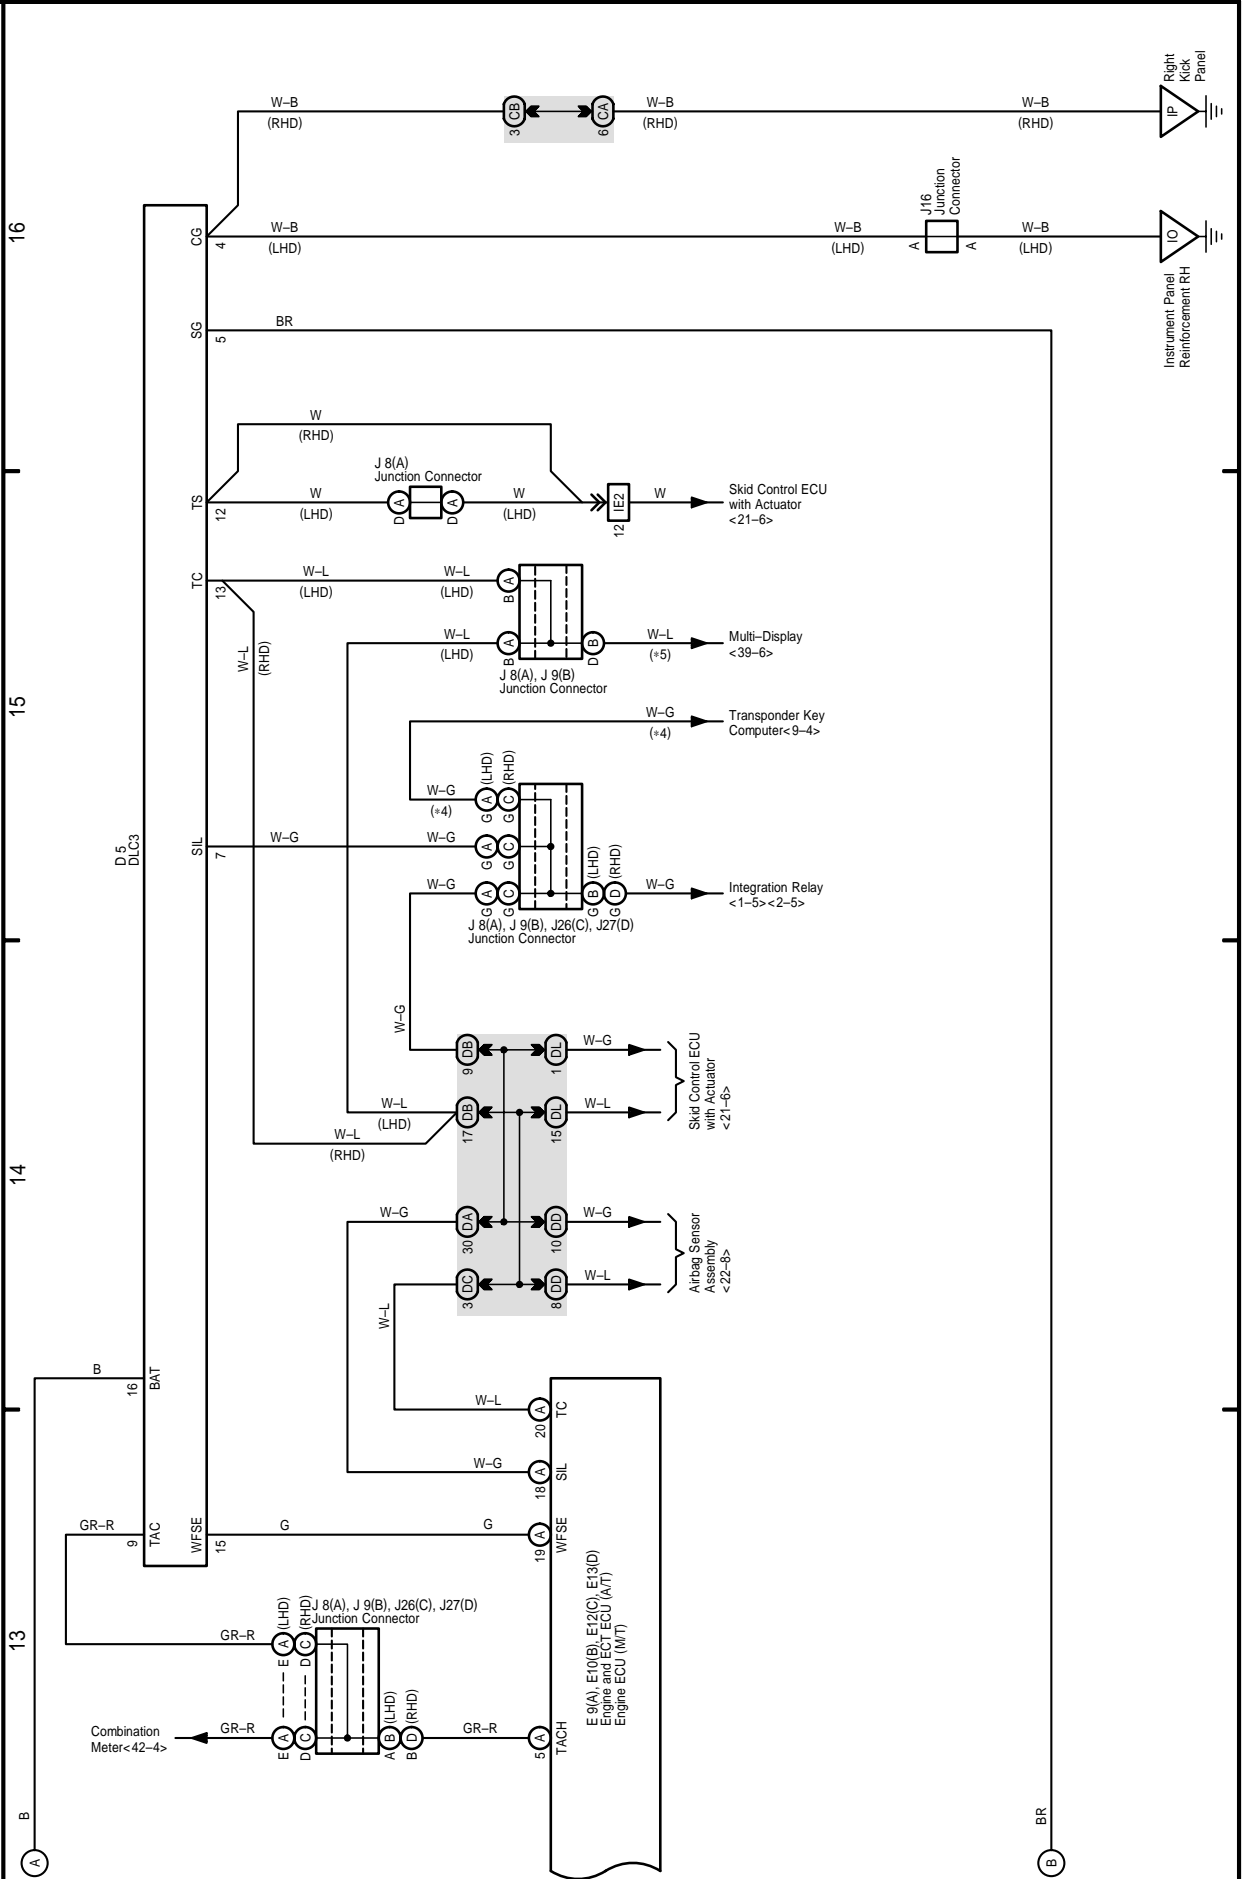 16
15
14
13
W–B
(RHD)
3
CB
6
CA
W–B
(RHD)
W–B
(RHD)
IP
Right
Kick
Panel
CG
4
W–B
(LHD)
W–B
(LHD)
A
J16
Junction
Connector
A
W–B
(LHD)
IO
Instrument Panel
Reinforcement RH
SG
5
BR
W
(RHD)
TS
12
W
(LHD)
J 8(A)
Junction Connector
D
A
D
A
W
(LHD)
12
IE2
W
Skid Control ECU
with Actuator
<21–6>
TC
13
W–L
(LHD)
W–L
(LHD)
B
A
W–L
(RHD)
W–L
(LHD)
B
A
D
B
W–L
(*5)
Multi–Display
<39–6>
J 8(A), J 9(B)
Junction Connector
W–G
(*4)
Transponder Key
Computer<9–4>
W–G
(*4)
G
A
(LHD)
G
C
(RHD)
D 5
DLC3
SIL
7
W–G
W–G
G
A
G
C
W–G
G
A
G
C
G
B
(LHD)
G
D
(RHD)
W–G
Integration Relay
<1–5><2–5>
J 8(A), J 9(B), J26(C), J27(D)
Junction Connector
W–G
9
DB
1
DL
W–G
W–L
(LHD)
17
DB
15
DL
W–L
Skid Control ECU
with Actuator
<21–6>
W–L
(RHD)
W–G
30
DA
10
DD
W–G
W–L
3
DC
8
DD
W–L
Airbag Sensor
Assembly
<22–8>
B
16
BAT
W–L
20
A
TC
W–G
18
A
SIL
GR–R
9
TAC
WFSE
15
G
G
19
A
WFSE
J 8(A), J 9(B), J26(C), J27(D)
Junction Connector
GR–R
E
A
(LHD)
D
C
(RHD)
E 9(A), E10(B), E12(C), E13(D)
Engine and ECT ECU (A/T)
Engine ECU (M/T)
Combination
Meter<42–4>
GR–R
E
A
D
C
A
B
(LHD)
B
D
(RHD)
GR–R
5
A
TACH
B
A
BR
B